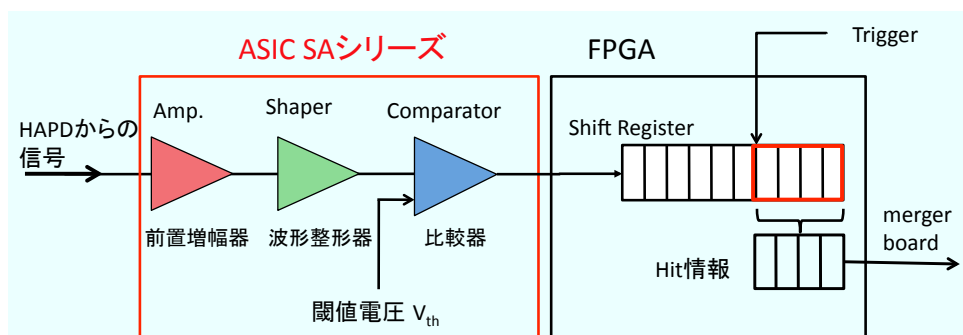 ASIC SAシリーズ
FPGA
Trigger
Amp.
Shaper
Comparator
Shift Register
HAPDからの
信号
前置増幅器
波形整形器
比較器
merger
board
Hit情報
閾値電圧 Vth